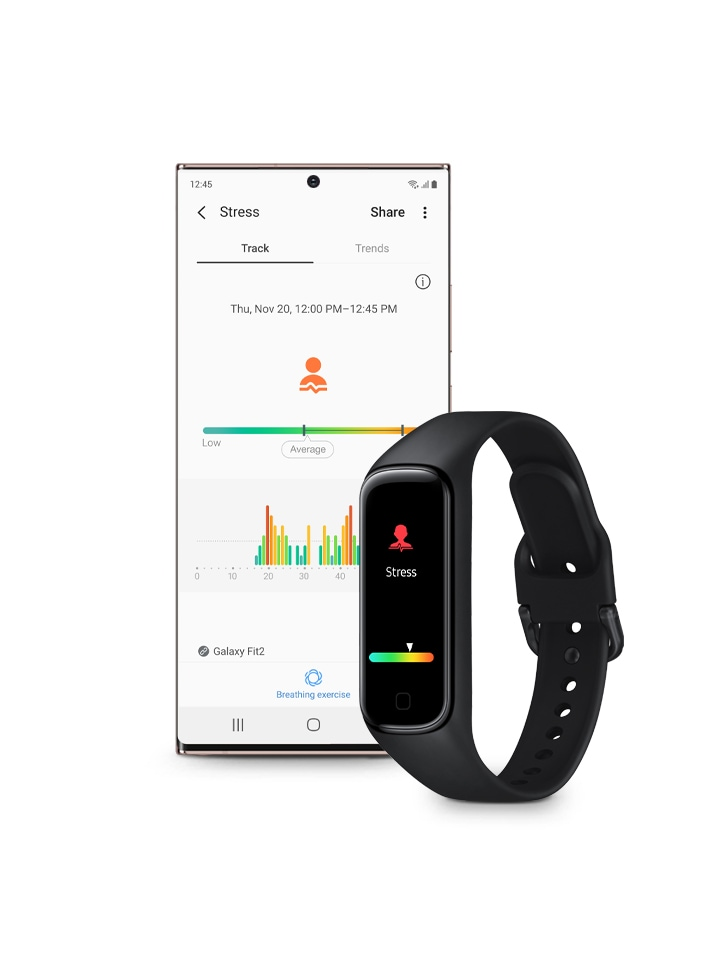 12:45
Stress
Share
Track
Trends
Thu, Nov 20, 12:00 PM–12:45 PM
Low
Average
0 10 20 30 40
Galaxy Fit2
Breathing exercise
Stress